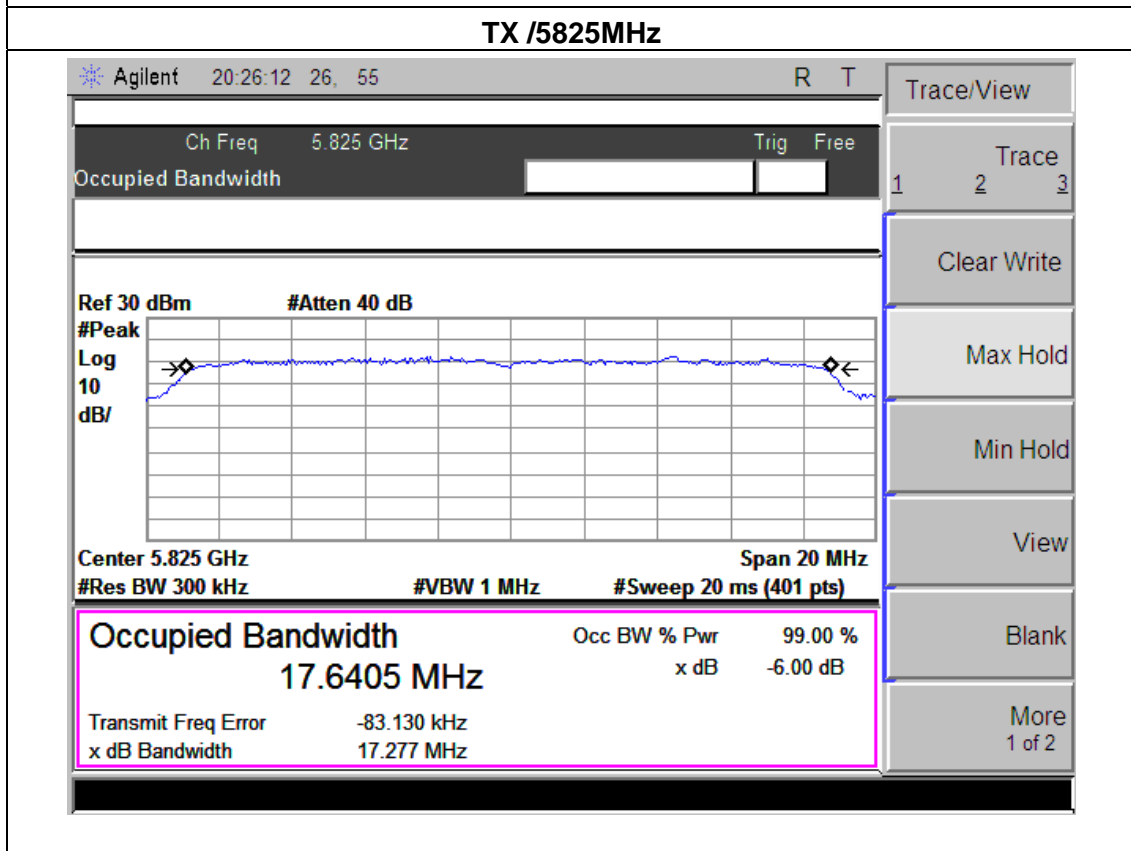 TX /5825MHz
Agilent 20:26:12 26, 55 R T
Ch Freq 5.825 GHz Trig Free
Occupied Bandwidth
Ref 30 dBm #Atten 40 dB
#Peak
Log
10
dB/
Center 5.825 GHz Span 20 MHz
#Res BW 300 kHz #VBW 1 MHz #Sweep 20 ms (401 pts)
Occupied Bandwidth Occ BW % Pwr 99.00 %
17.6405 MHz x dB -6.00 dB
Transmit Freq Error -83.130 kHz
x dB Bandwidth 17.277 MHz
Trace/View
Trace
1 2 3
Clear Write
Max Hold
Min Hold
View
Blank
More
1 of 2